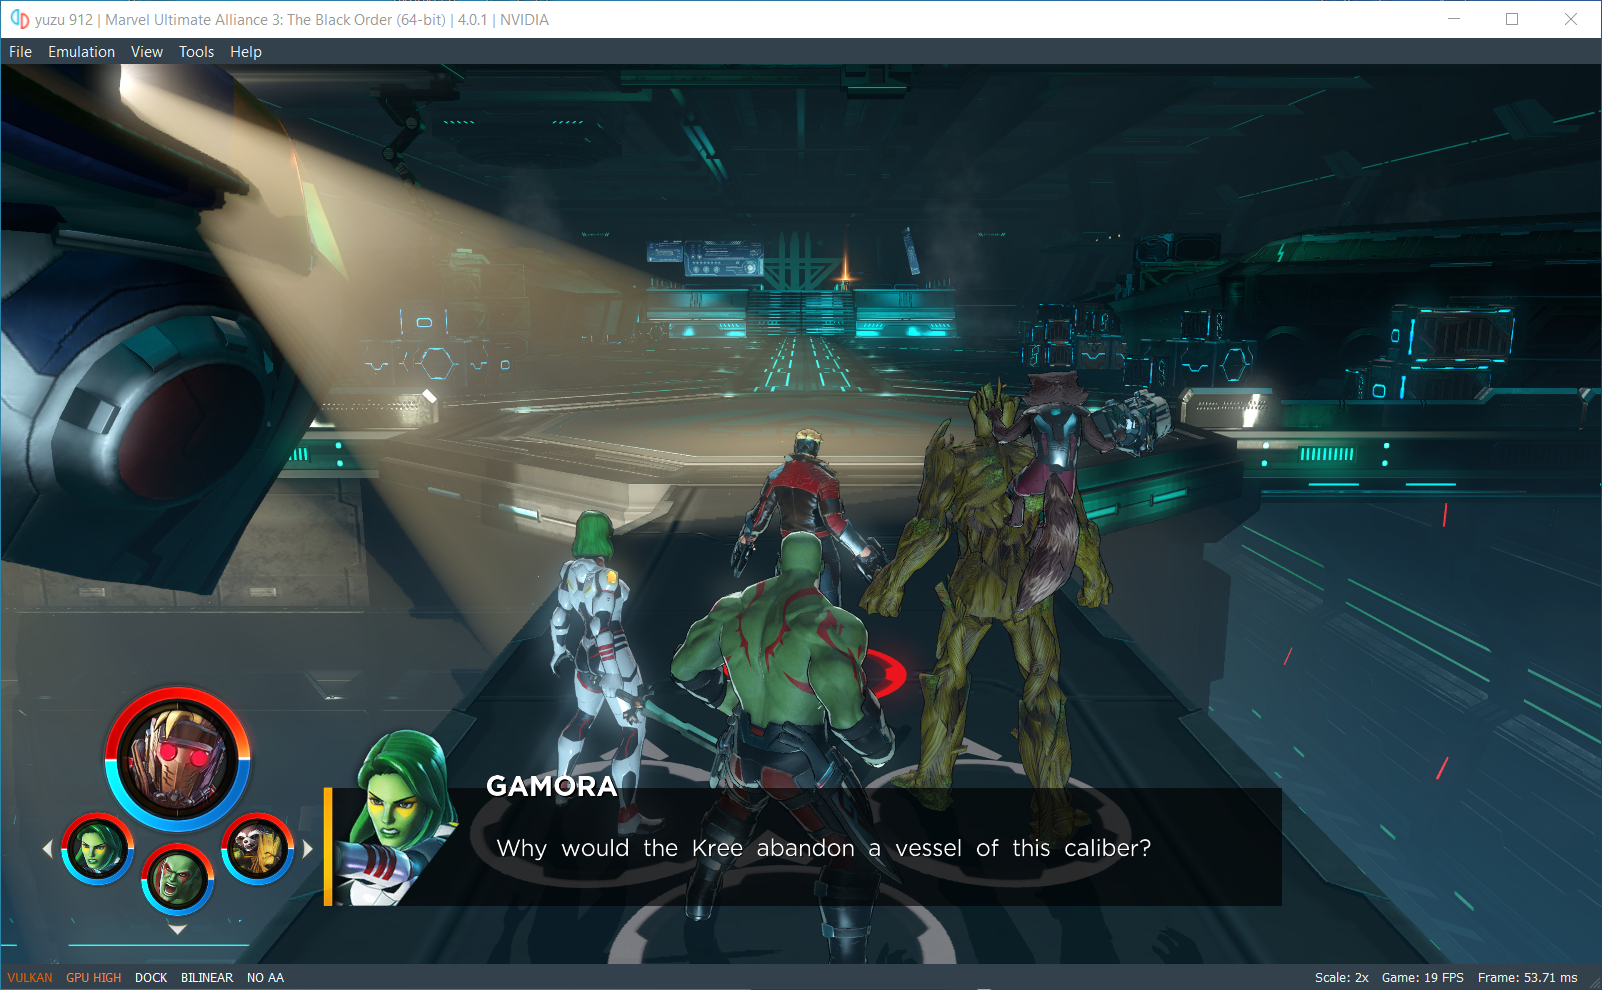 yuzu 912 | Marvel Ultimate Alliance 3: The Black Order (64-bit) | 4.0.1 | NVIDIA
File Emulation View Tools Help
GAMORA
Why would the Kree abandon a vessel of this caliber?
VULKAN GPU HIGH DOCK BILINEAR NO AA Scale: 2x Game: 19 FPS Frame: 53.71 ms